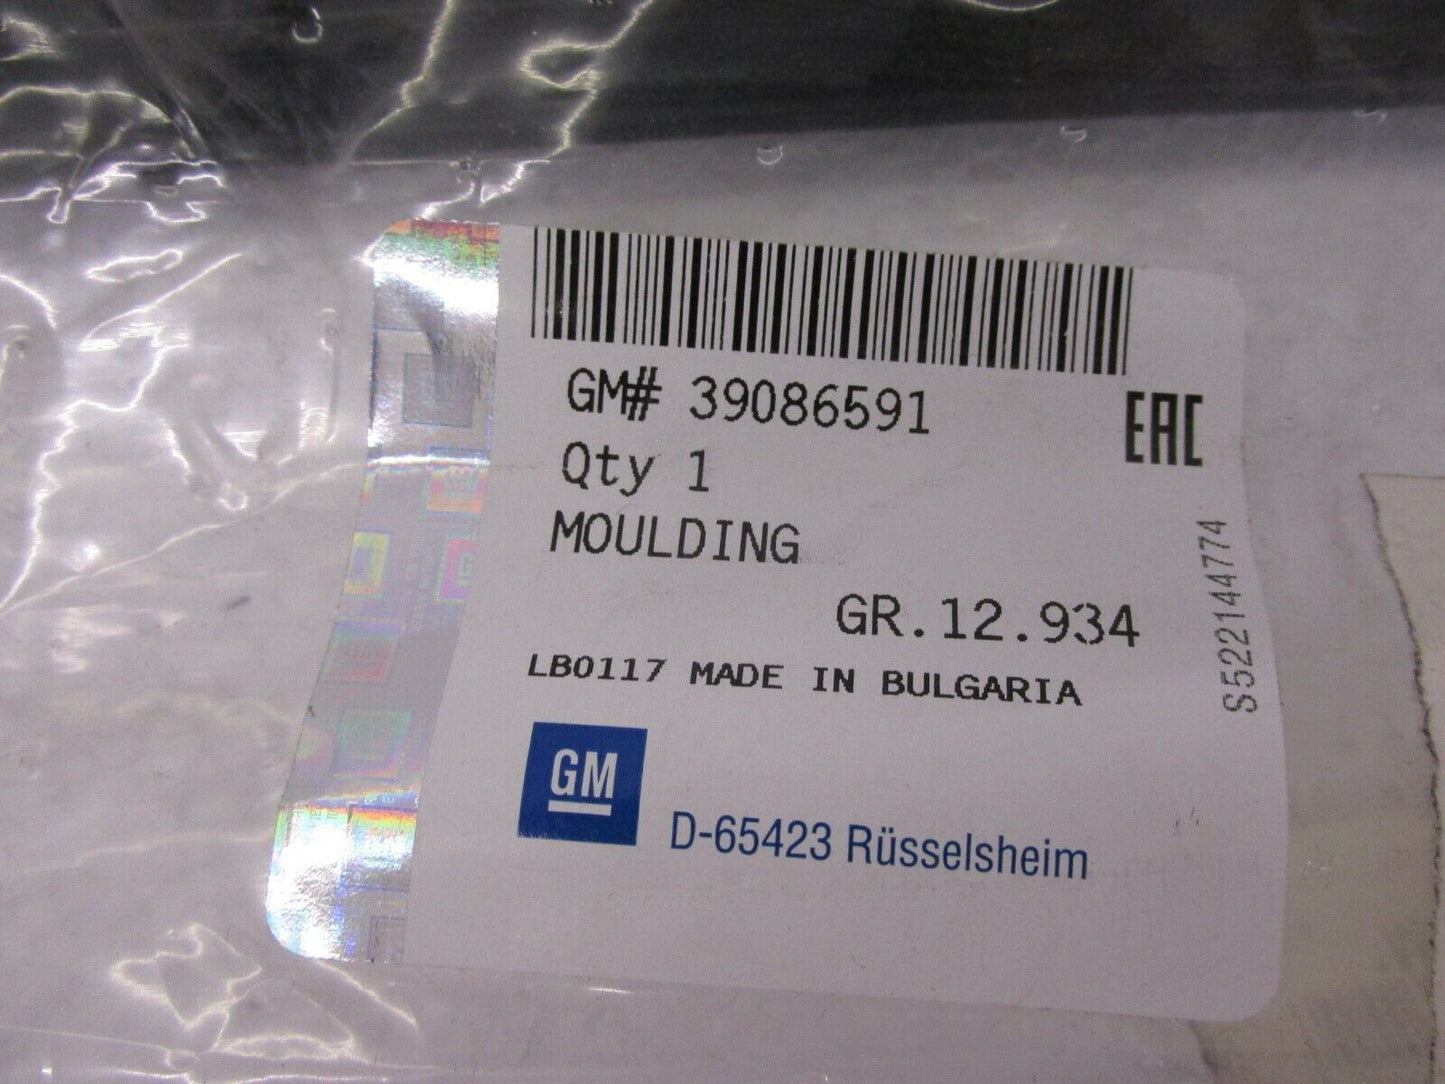 GM# 39086591
EAC
Qty 1
MOULDING
GR.12.934
LB0117 MADE IN BULGARIA
S522144774
GM
D-65423 Rüsselsheim